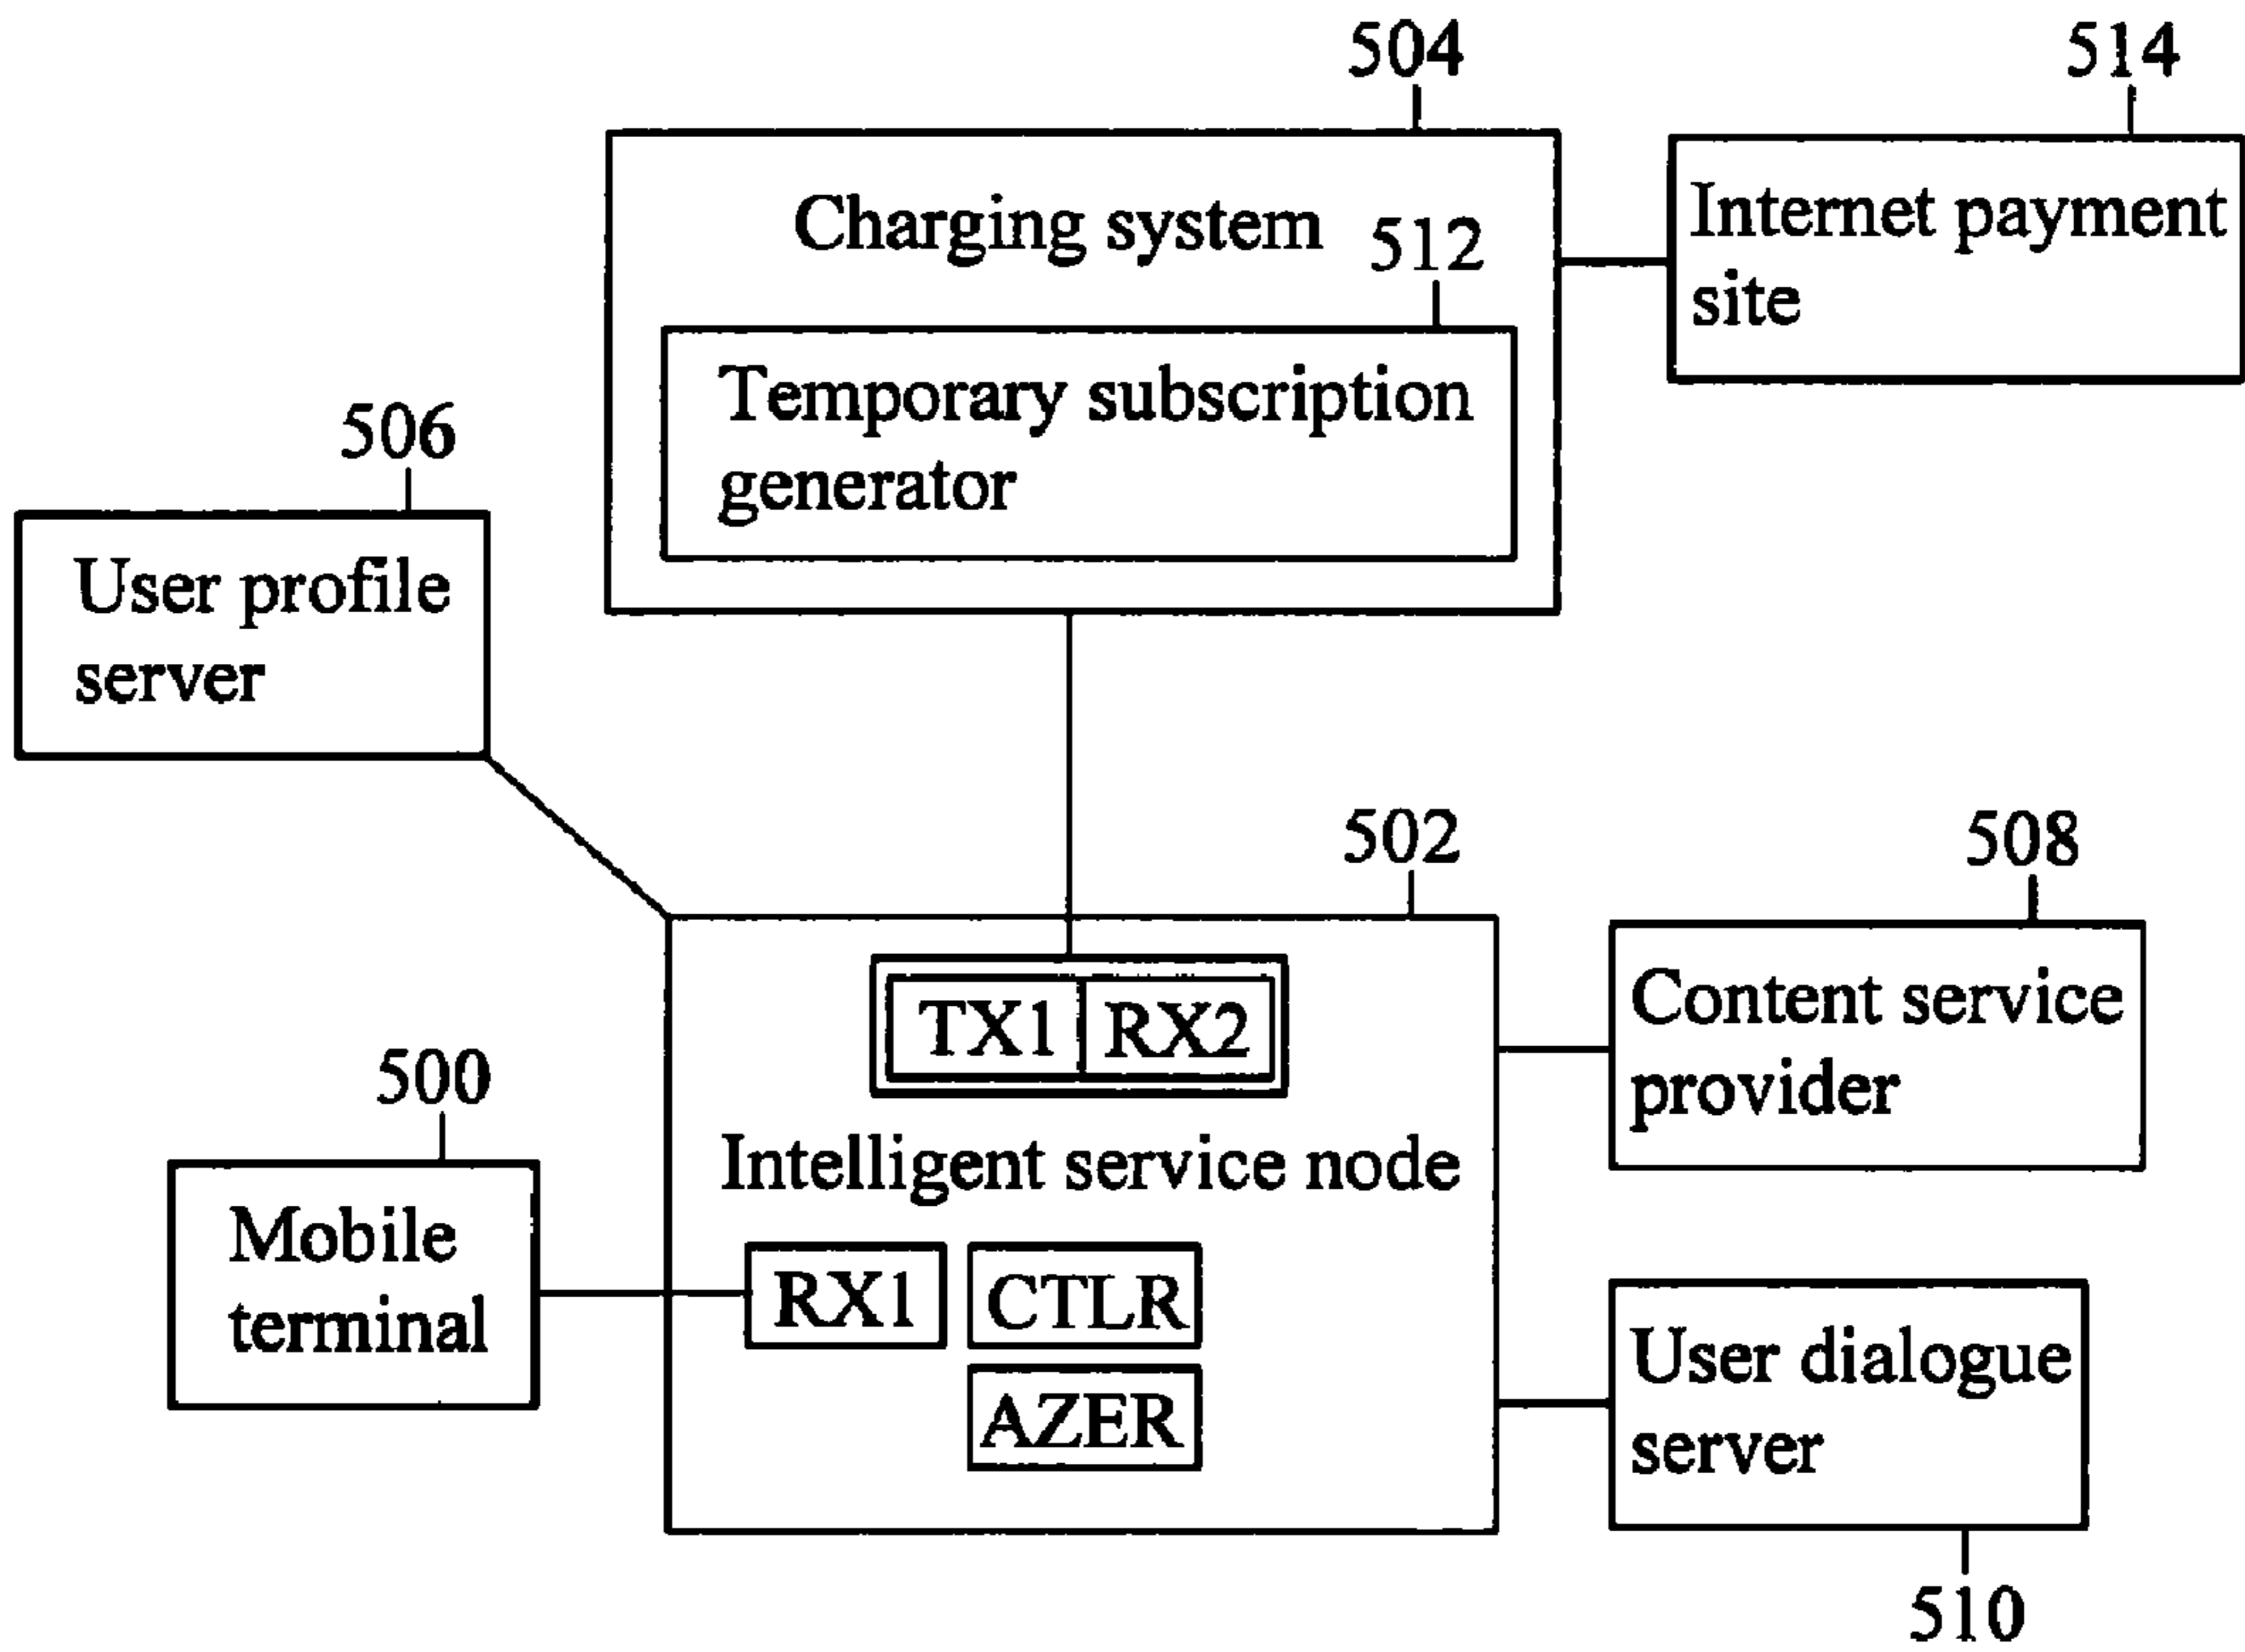 504
514
Charging system
512
Internet payment
site
Temporary subscription
generator
506
User profile
server
502
508
TX1 RX2
Content service
provider
500
Intelligent service node
Mobile
terminal
RX1 CTLR
AZER
User dialogue
server
510